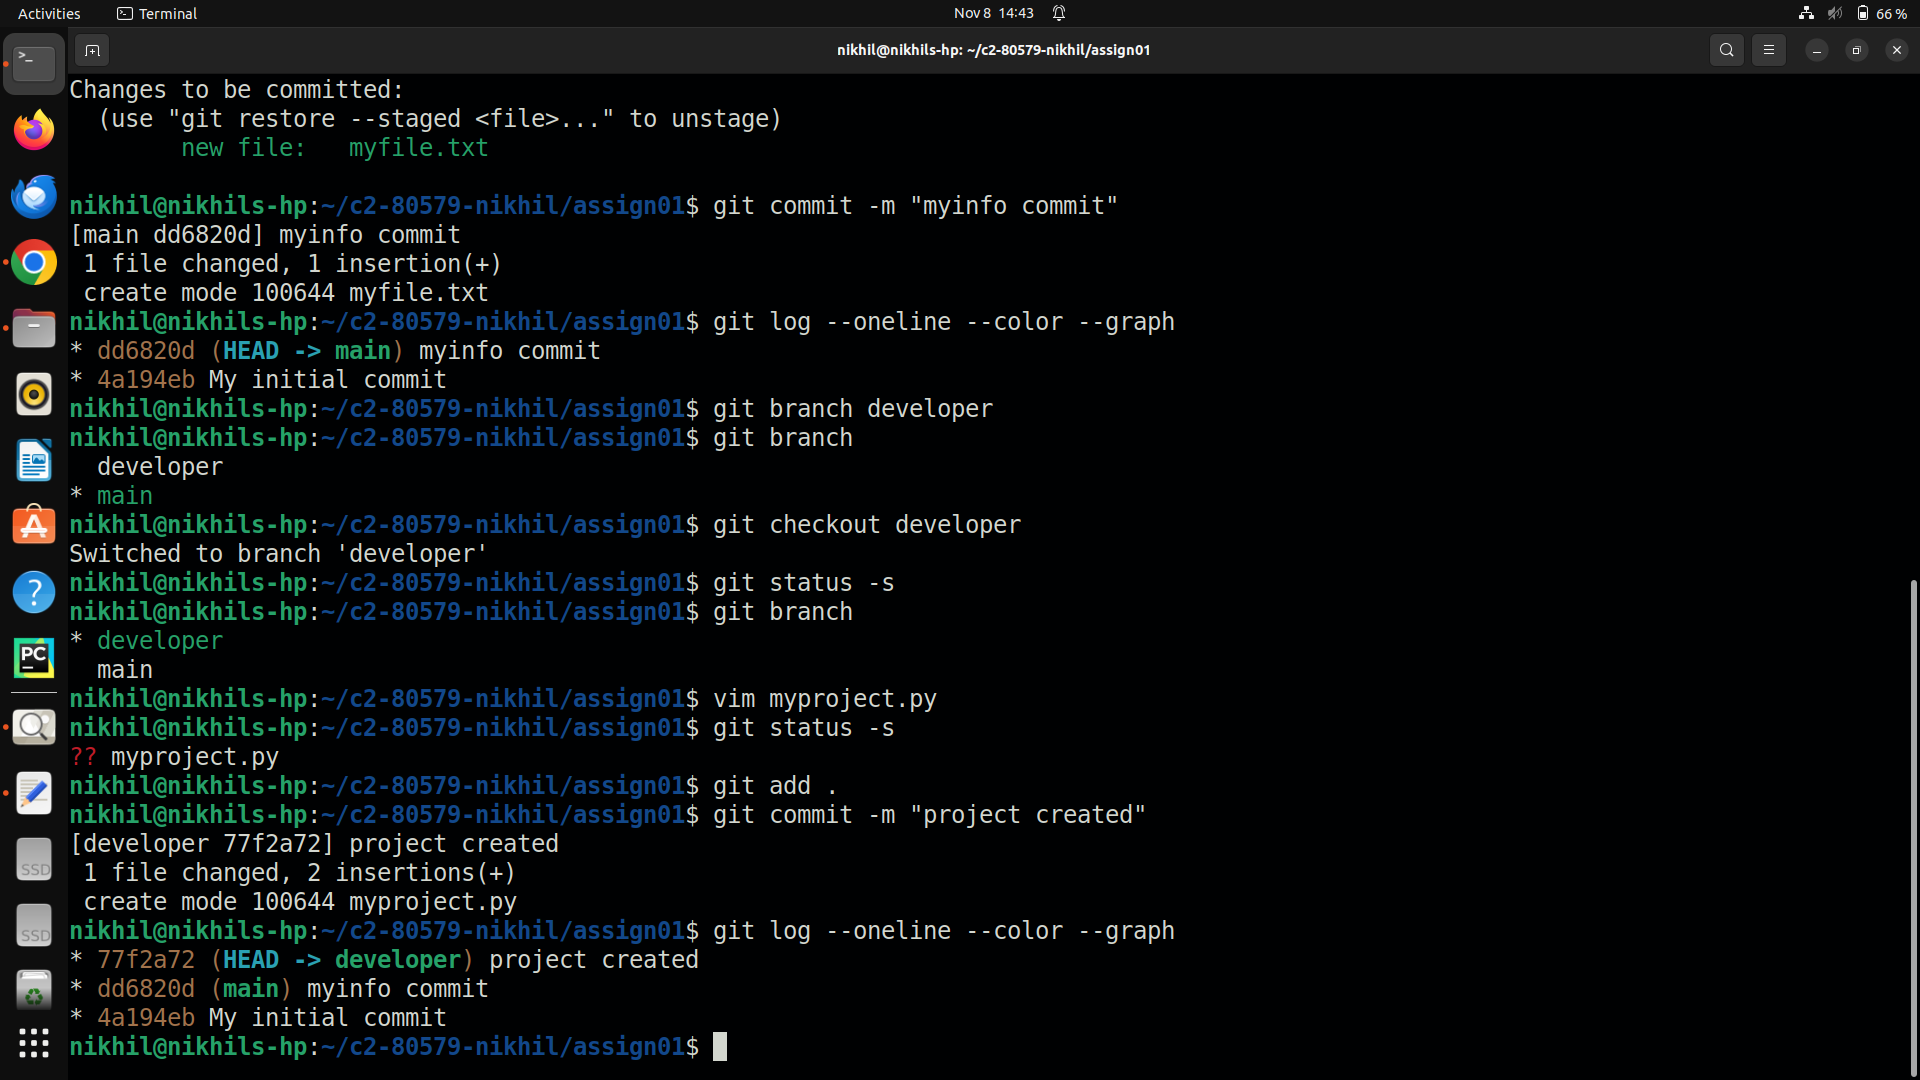 Activities
Terminal
Nov 8 14:43
66 %
nikhil@nikhils-hp: ~/c2-80579-nikhil/assign01
Changes to be committed:
  (use "git restore --staged <file>..." to unstage)
        new file:   myfile.txt
nikhil@nikhils-hp:~/c2-80579-nikhil/assign01$ git commit -m "myinfo commit"
[main dd6820d] myinfo commit
 1 file changed, 1 insertion(+)
 create mode 100644 myfile.txt
nikhil@nikhils-hp:~/c2-80579-nikhil/assign01$ git log --oneline --color --graph
* dd6820d (HEAD -> main) myinfo commit
* 4a194eb My initial commit
nikhil@nikhils-hp:~/c2-80579-nikhil/assign01$ git branch developer
nikhil@nikhils-hp:~/c2-80579-nikhil/assign01$ git branch
  developer
* main
nikhil@nikhils-hp:~/c2-80579-nikhil/assign01$ git checkout developer
Switched to branch 'developer'
nikhil@nikhils-hp:~/c2-80579-nikhil/assign01$ git status -s
nikhil@nikhils-hp:~/c2-80579-nikhil/assign01$ git branch
* developer
  main
nikhil@nikhils-hp:~/c2-80579-nikhil/assign01$ vim myproject.py
nikhil@nikhils-hp:~/c2-80579-nikhil/assign01$ git status -s
?? myproject.py
nikhil@nikhils-hp:~/c2-80579-nikhil/assign01$ git add .
nikhil@nikhils-hp:~/c2-80579-nikhil/assign01$ git commit -m "project created"
[developer 77f2a72] project created
 1 file changed, 2 insertions(+)
 create mode 100644 myproject.py
nikhil@nikhils-hp:~/c2-80579-nikhil/assign01$ git log --oneline --color --graph
* 77f2a72 (HEAD -> developer) project created
* dd6820d (main) myinfo commit
* 4a194eb My initial commit
nikhil@nikhils-hp:~/c2-80579-nikhil/assign01$
PC
SSD
SSD